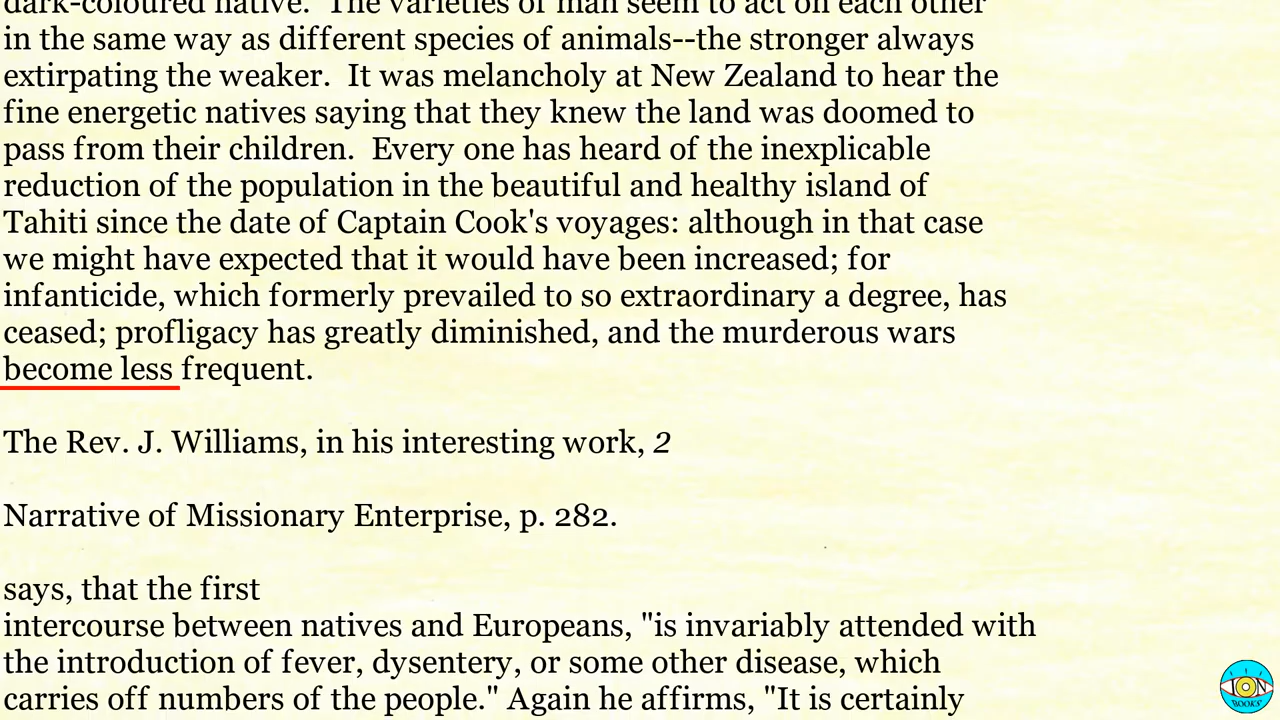 dark-coloured native.  The varieties of man seem to act on each other
in the same way as different species of animals--the stronger always
extirpating the weaker.  It was melancholy at New Zealand to hear the
fine energetic natives saying that they knew the land was doomed to
pass from their children.  Every one has heard of the inexplicable
reduction of the population in the beautiful and healthy island of
Tahiti since the date of Captain Cook's voyages: although in that case
we might have expected that it would have been increased; for
infanticide, which formerly prevailed to so extraordinary a degree, has
ceased; profligacy has greatly diminished, and the murderous wars
become less frequent.
The Rev. J. Williams, in his interesting work, 2
Narrative of Missionary Enterprise, p. 282.
says, that the first
intercourse between natives and Europeans, "is invariably attended with
the introduction of fever, dysentery, or some other disease, which
carries off numbers of the people." Again he affirms, "It is certainly
ION
BOOKS